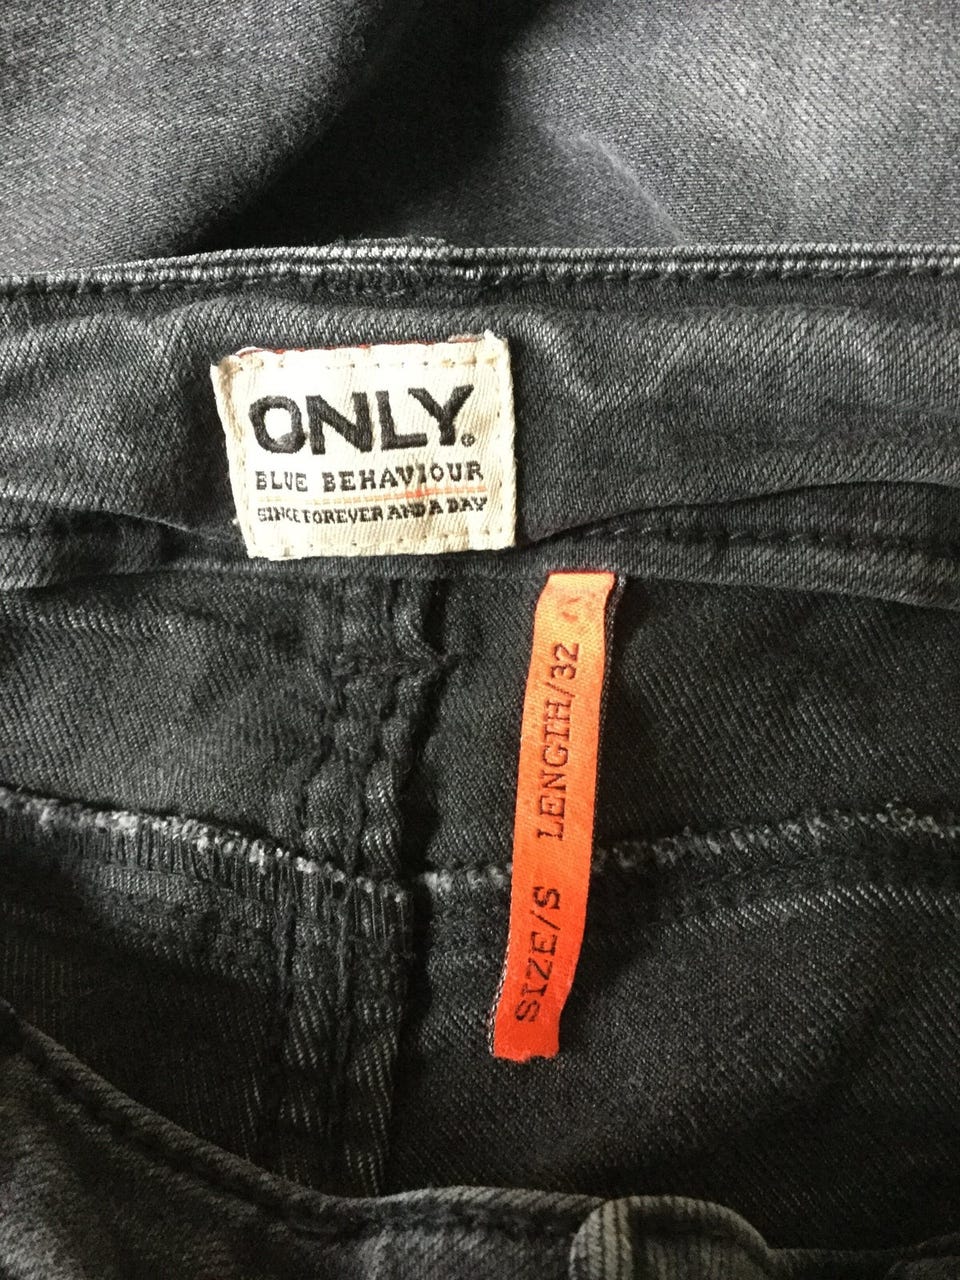 ONLY®
BLUE BEHAVIOUR
SINCE FOREVER AND A DAY
SIZE/S LENGTH/32